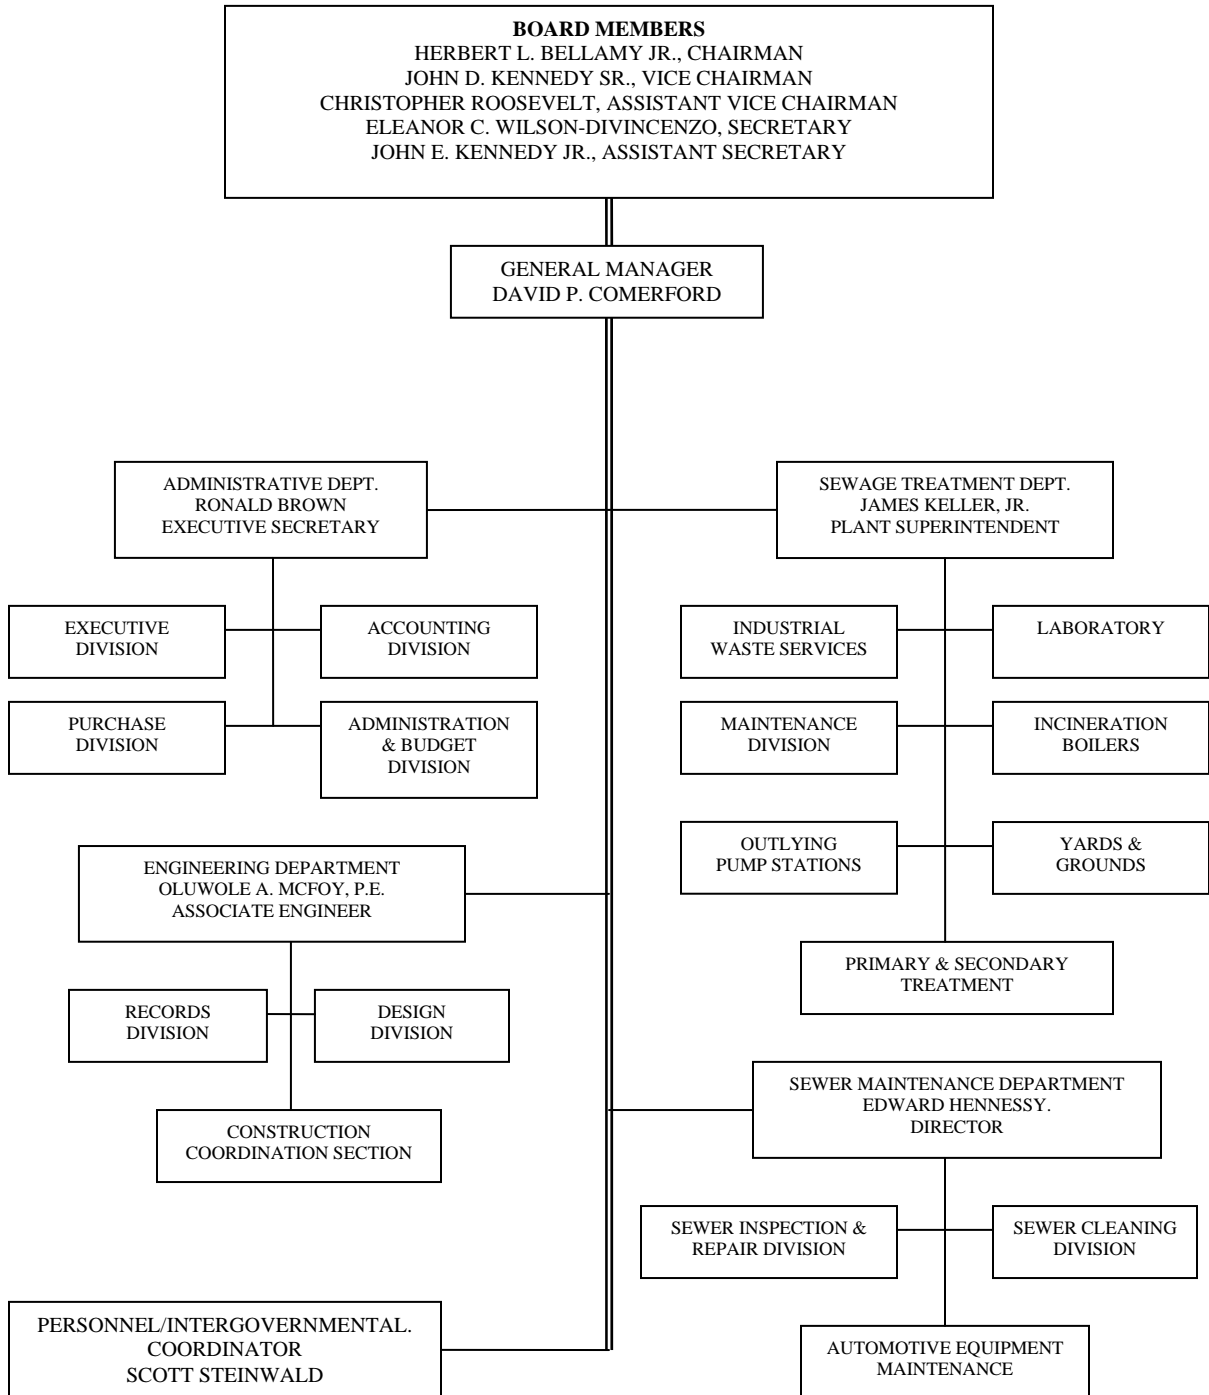 BOARD MEMBERS
HERBERT L. BELLAMY JR., CHAIRMAN
JOHN D. KENNEDY SR., VICE CHAIRMAN
CHRISTOPHER ROOSEVELT, ASSISTANT VICE CHAIRMAN
ELEANOR C. WILSON-DIVINCENZO, SECRETARY
JOHN E. KENNEDY JR., ASSISTANT SECRETARY
GENERAL MANAGER
DAVID P. COMERFORD
ADMINISTRATIVE DEPT.
RONALD BROWN
EXECUTIVE SECRETARY
SEWAGE TREATMENT DEPT.
JAMES KELLER, JR.
PLANT SUPERINTENDENT
EXECUTIVE
DIVISION
ACCOUNTING
DIVISION
INDUSTRIAL
WASTE SERVICES
LABORATORY
PURCHASE
DIVISION
ADMINISTRATION
& BUDGET
DIVISION
MAINTENANCE
DIVISION
INCINERATION
BOILERS
OUTLYING
PUMP STATIONS
YARDS &
GROUNDS
ENGINEERING DEPARTMENT
OLUWOLE A. MCFOY, P.E.
ASSOCIATE ENGINEER
PRIMARY & SECONDARY
TREATMENT
RECORDS
DIVISION
DESIGN
DIVISION
SEWER MAINTENANCE DEPARTMENT
EDWARD HENNESSY.
DIRECTOR
CONSTRUCTION
COORDINATION SECTION
SEWER INSPECTION &
REPAIR DIVISION
SEWER CLEANING
DIVISION
PERSONNEL/INTERGOVERNMENTAL.
COORDINATOR
SCOTT STEINWALD
AUTOMOTIVE EQUIPMENT
MAINTENANCE